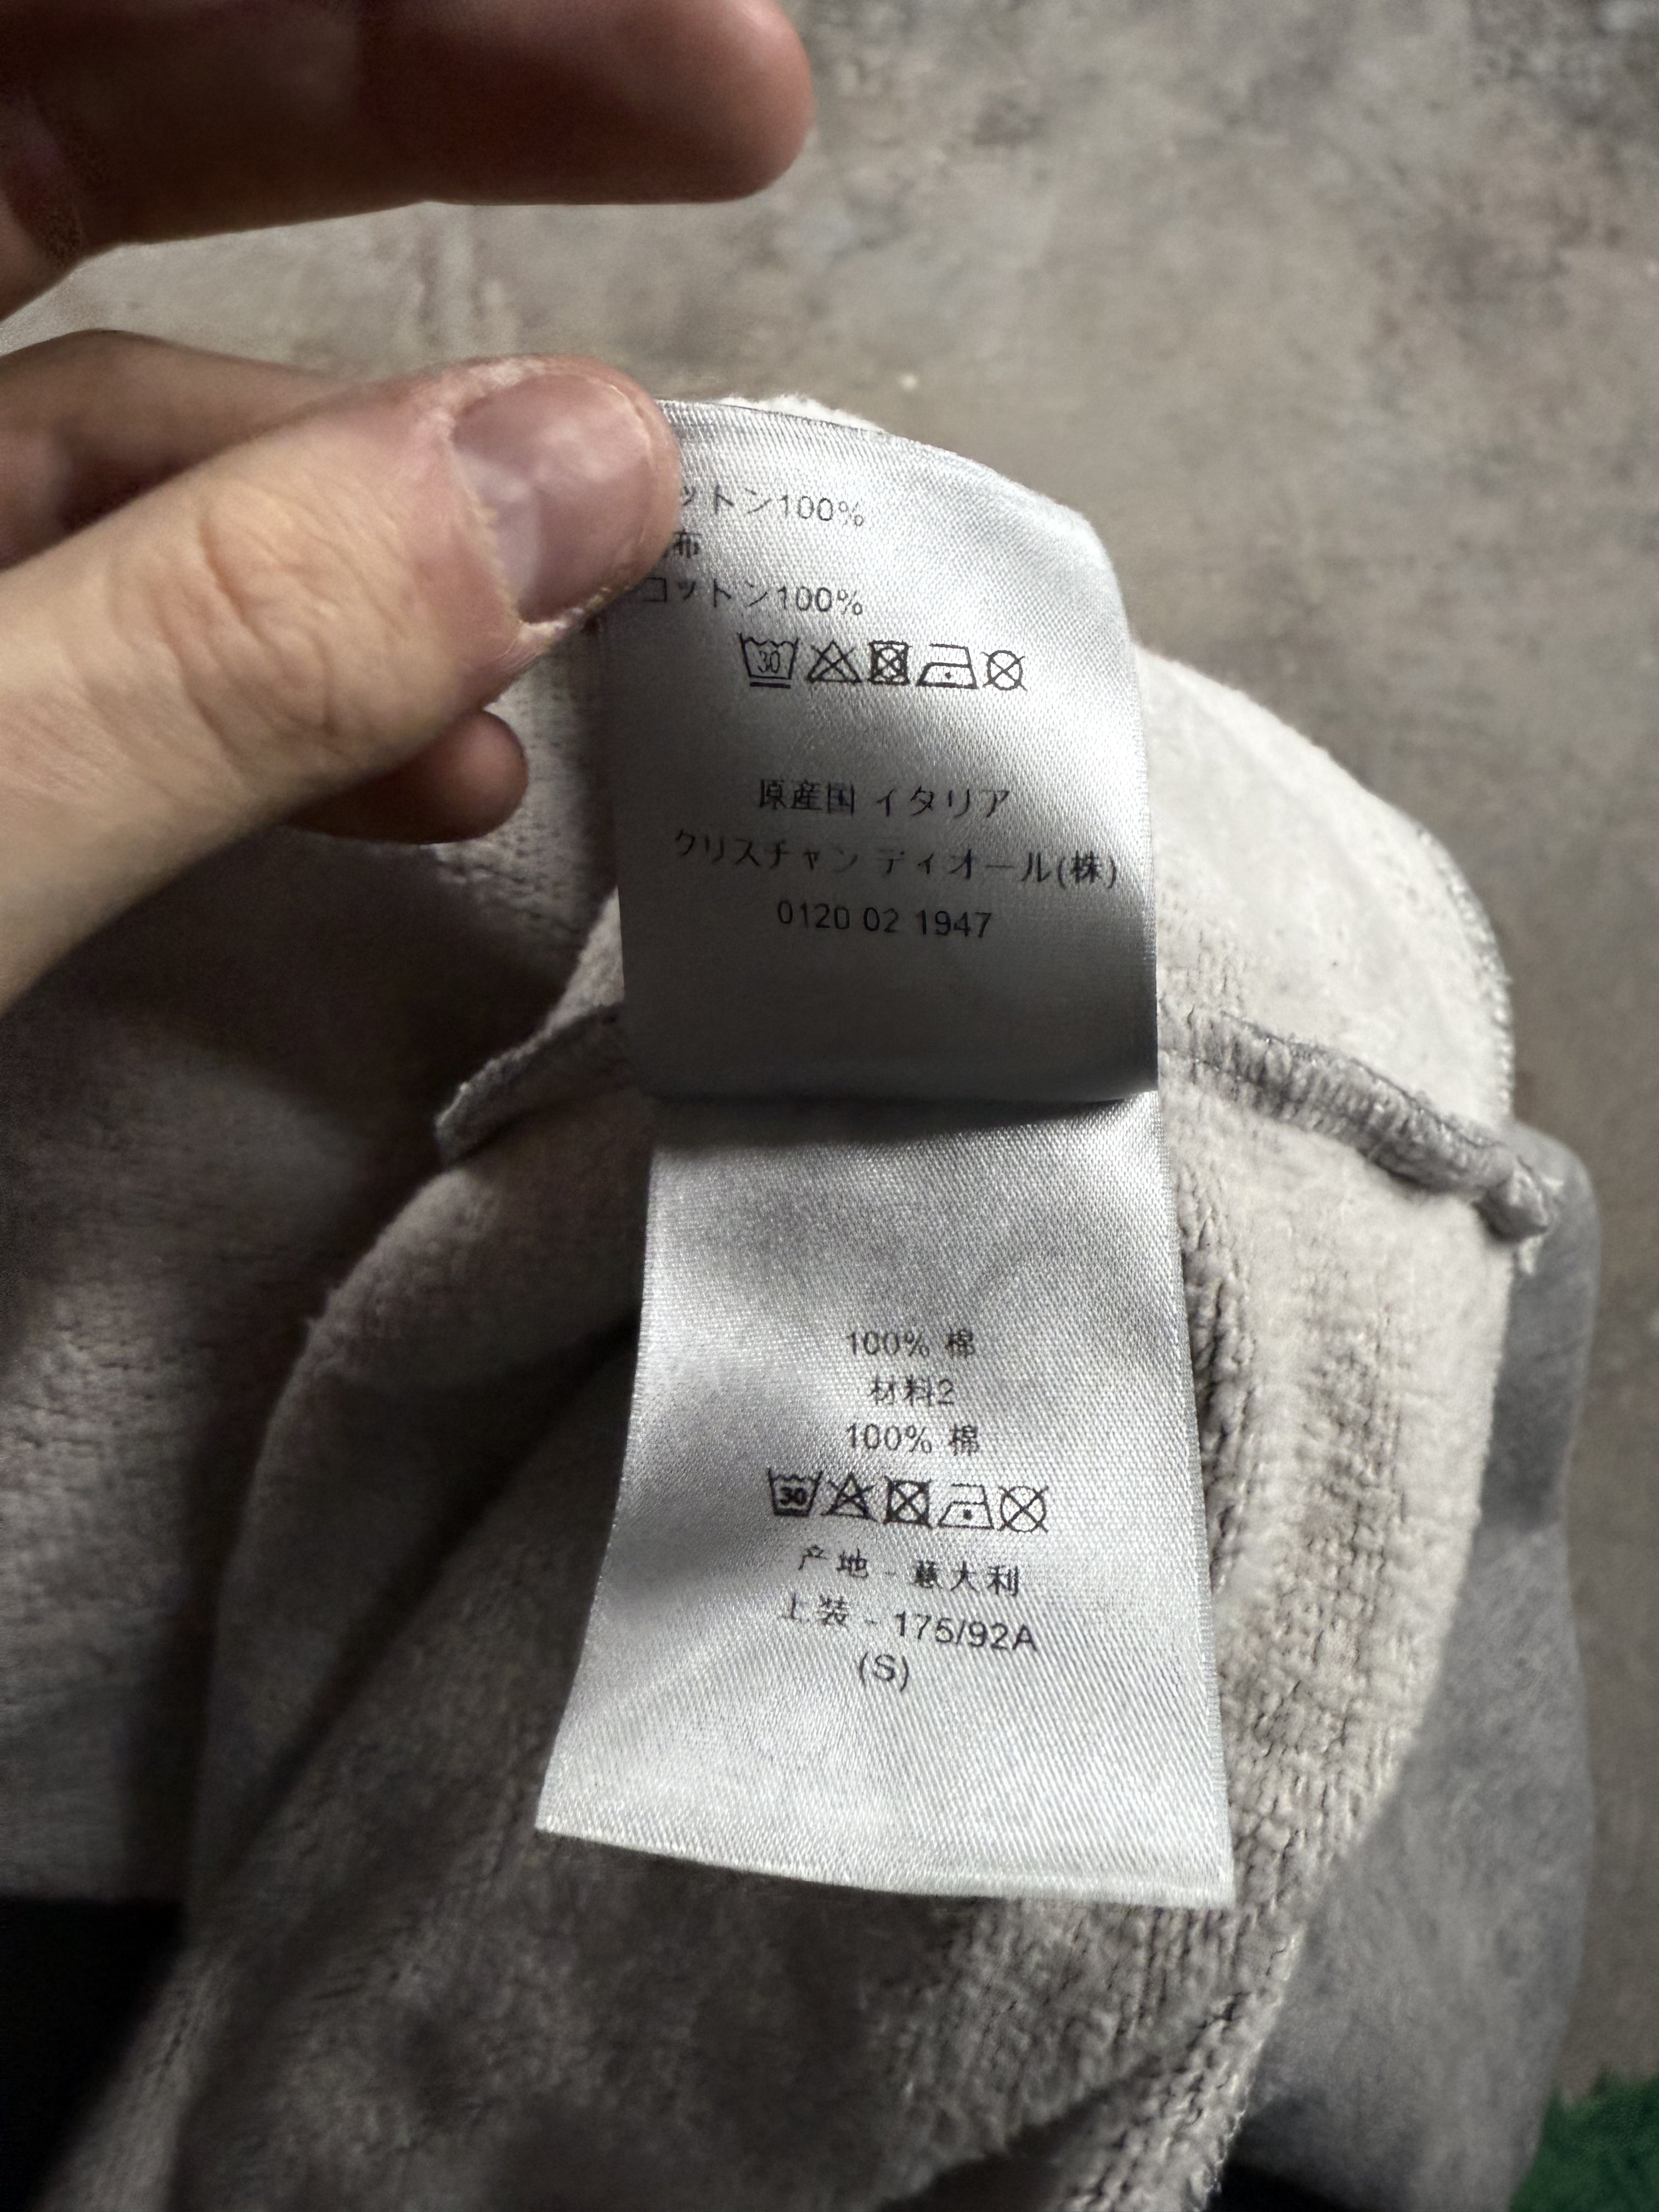 ットン100%
布
コットン100%
30
原産国 イタリア
クリスチャン ディオール(株)
0120 02 1947
100% 棉
材料2
100% 棉
30
产地 - 意大利
上装 - 175/92A
(S)